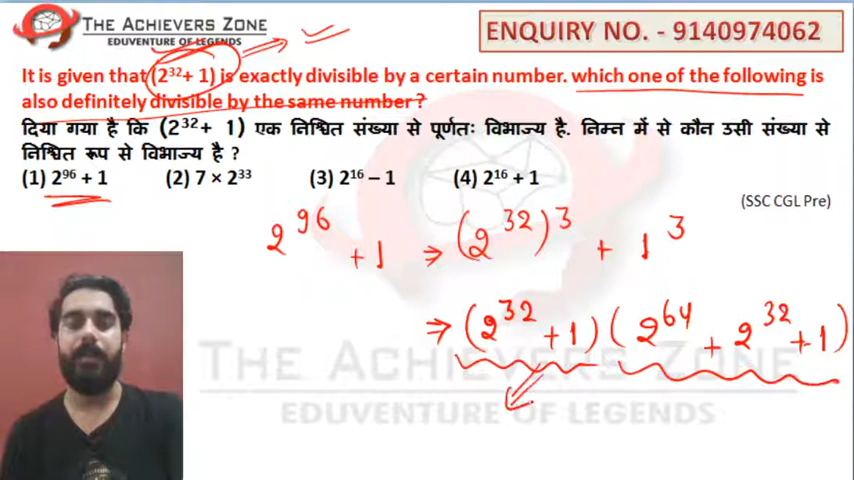 THE ACHIEVERS ZONE
EDUVENTURE OF LEGENDS
ENQUIRY NO. - 9140974062
It is given that (2³²+ 1) is exactly divisible by a certain number. which one of the following is
also definitely divisible by the same number ?
दिया गया है कि (2³²+ 1) एक निश्चित संख्या से पूर्णतः विभाज्य है. निम्न में से कौन उसी संख्या से
निश्चित रूप से विभाज्य है ?
(1) 2⁹⁶ + 1 (2) 7 × 2³³ (3) 2¹⁶ – 1 (4) 2¹⁶ + 1
(SSC CGL Pre)
2⁹⁶ + 1 ⇒ (2³²)³ + 1³
⇒ (2³² + 1) (2⁶⁴ + 2³² + 1)
THE ACHIEVERS ZONE
EDUVENTURE OF LEGENDS